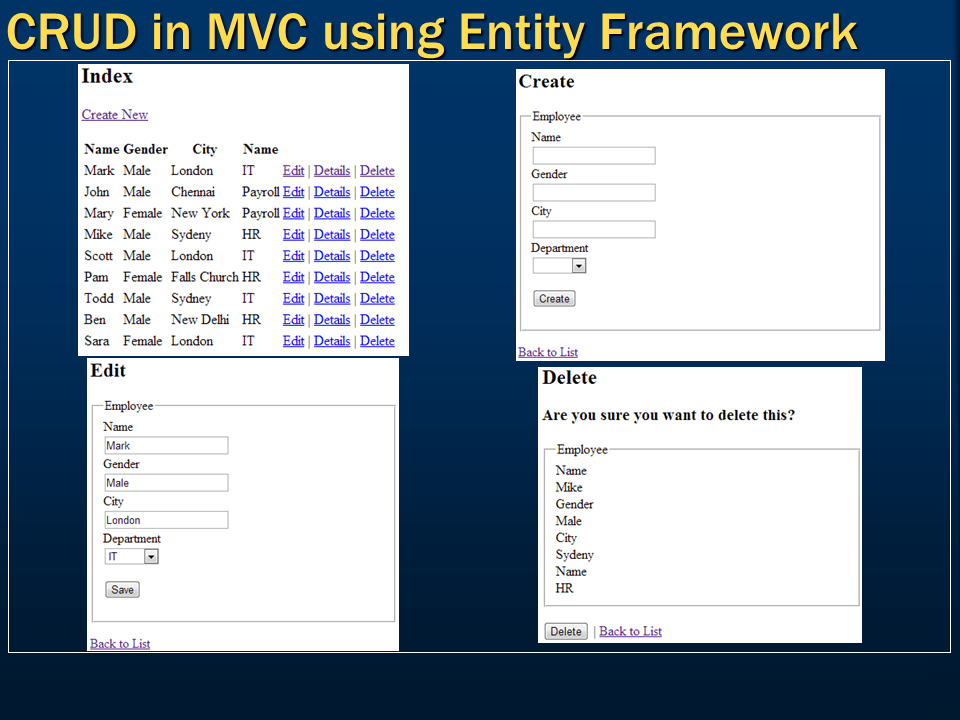 CRUD in MVC using Entity Framework
Index
Create New
Name Gender City Name
Mark Male London IT Edit | Details | Delete
John Male Chennai Payroll Edit | Details | Delete
Mary Female New York Payroll Edit | Details | Delete
Mike Male Sydeny HR Edit | Details | Delete
Scott Male London IT Edit | Details | Delete
Pam Female Falls Church HR Edit | Details | Delete
Todd Male Sydney IT Edit | Details | Delete
Ben Male New Delhi HR Edit | Details | Delete
Sara Female London IT Edit | Details | Delete
Create
Employee
Name
Gender
City
Department
Create
Back to List
Edit
Employee
Name
Mark
Gender
Male
City
London
Department
IT
Save
Back to List
Delete
Are you sure you want to delete this?
Employee
Name
Mike
Gender
Male
City
Sydeny
Name
HR
Delete | Back to List